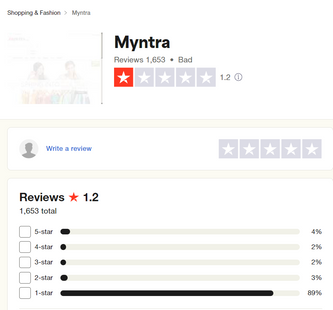 Shopping & Fashion > Myntra
Myntra
Reviews 1,653 • Bad
1.2
Write a review
Reviews ★ 1.2
1,653 total
5-star 4%
4-star 2%
3-star 2%
2-star 3%
1-star 89%